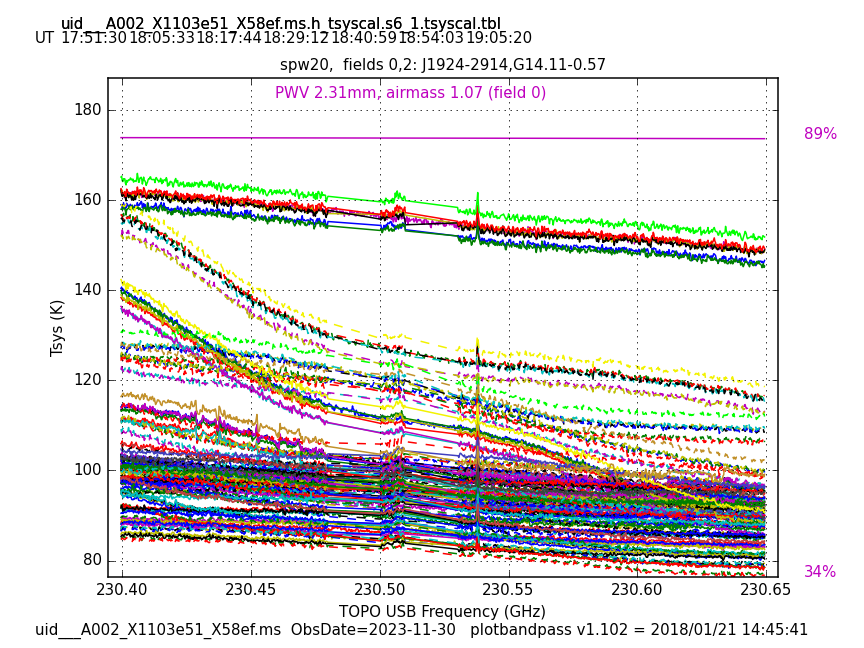 uid___A002_X1103e51_X58ef.ms.h_tsyscal.s6_1.tsyscal.tbl
UT 17:51:30 18:05:33 18:17:44 18:29:12 18:40:59 18:54:03 19:05:20
spw20,  fields 0,2: J1924-2914,G14.11-0.57
PWV 2.31mm, airmass 1.07 (field 0)
180
89%
160
140
Tsys (K)
120
100
80
34%
230.40 230.45 230.50 230.55 230.60 230.65
TOPO USB Frequency (GHz)
uid___A002_X1103e51_X58ef.ms  ObsDate=2023-11-30   plotbandpass v1.102 = 2018/01/21 14:45:41